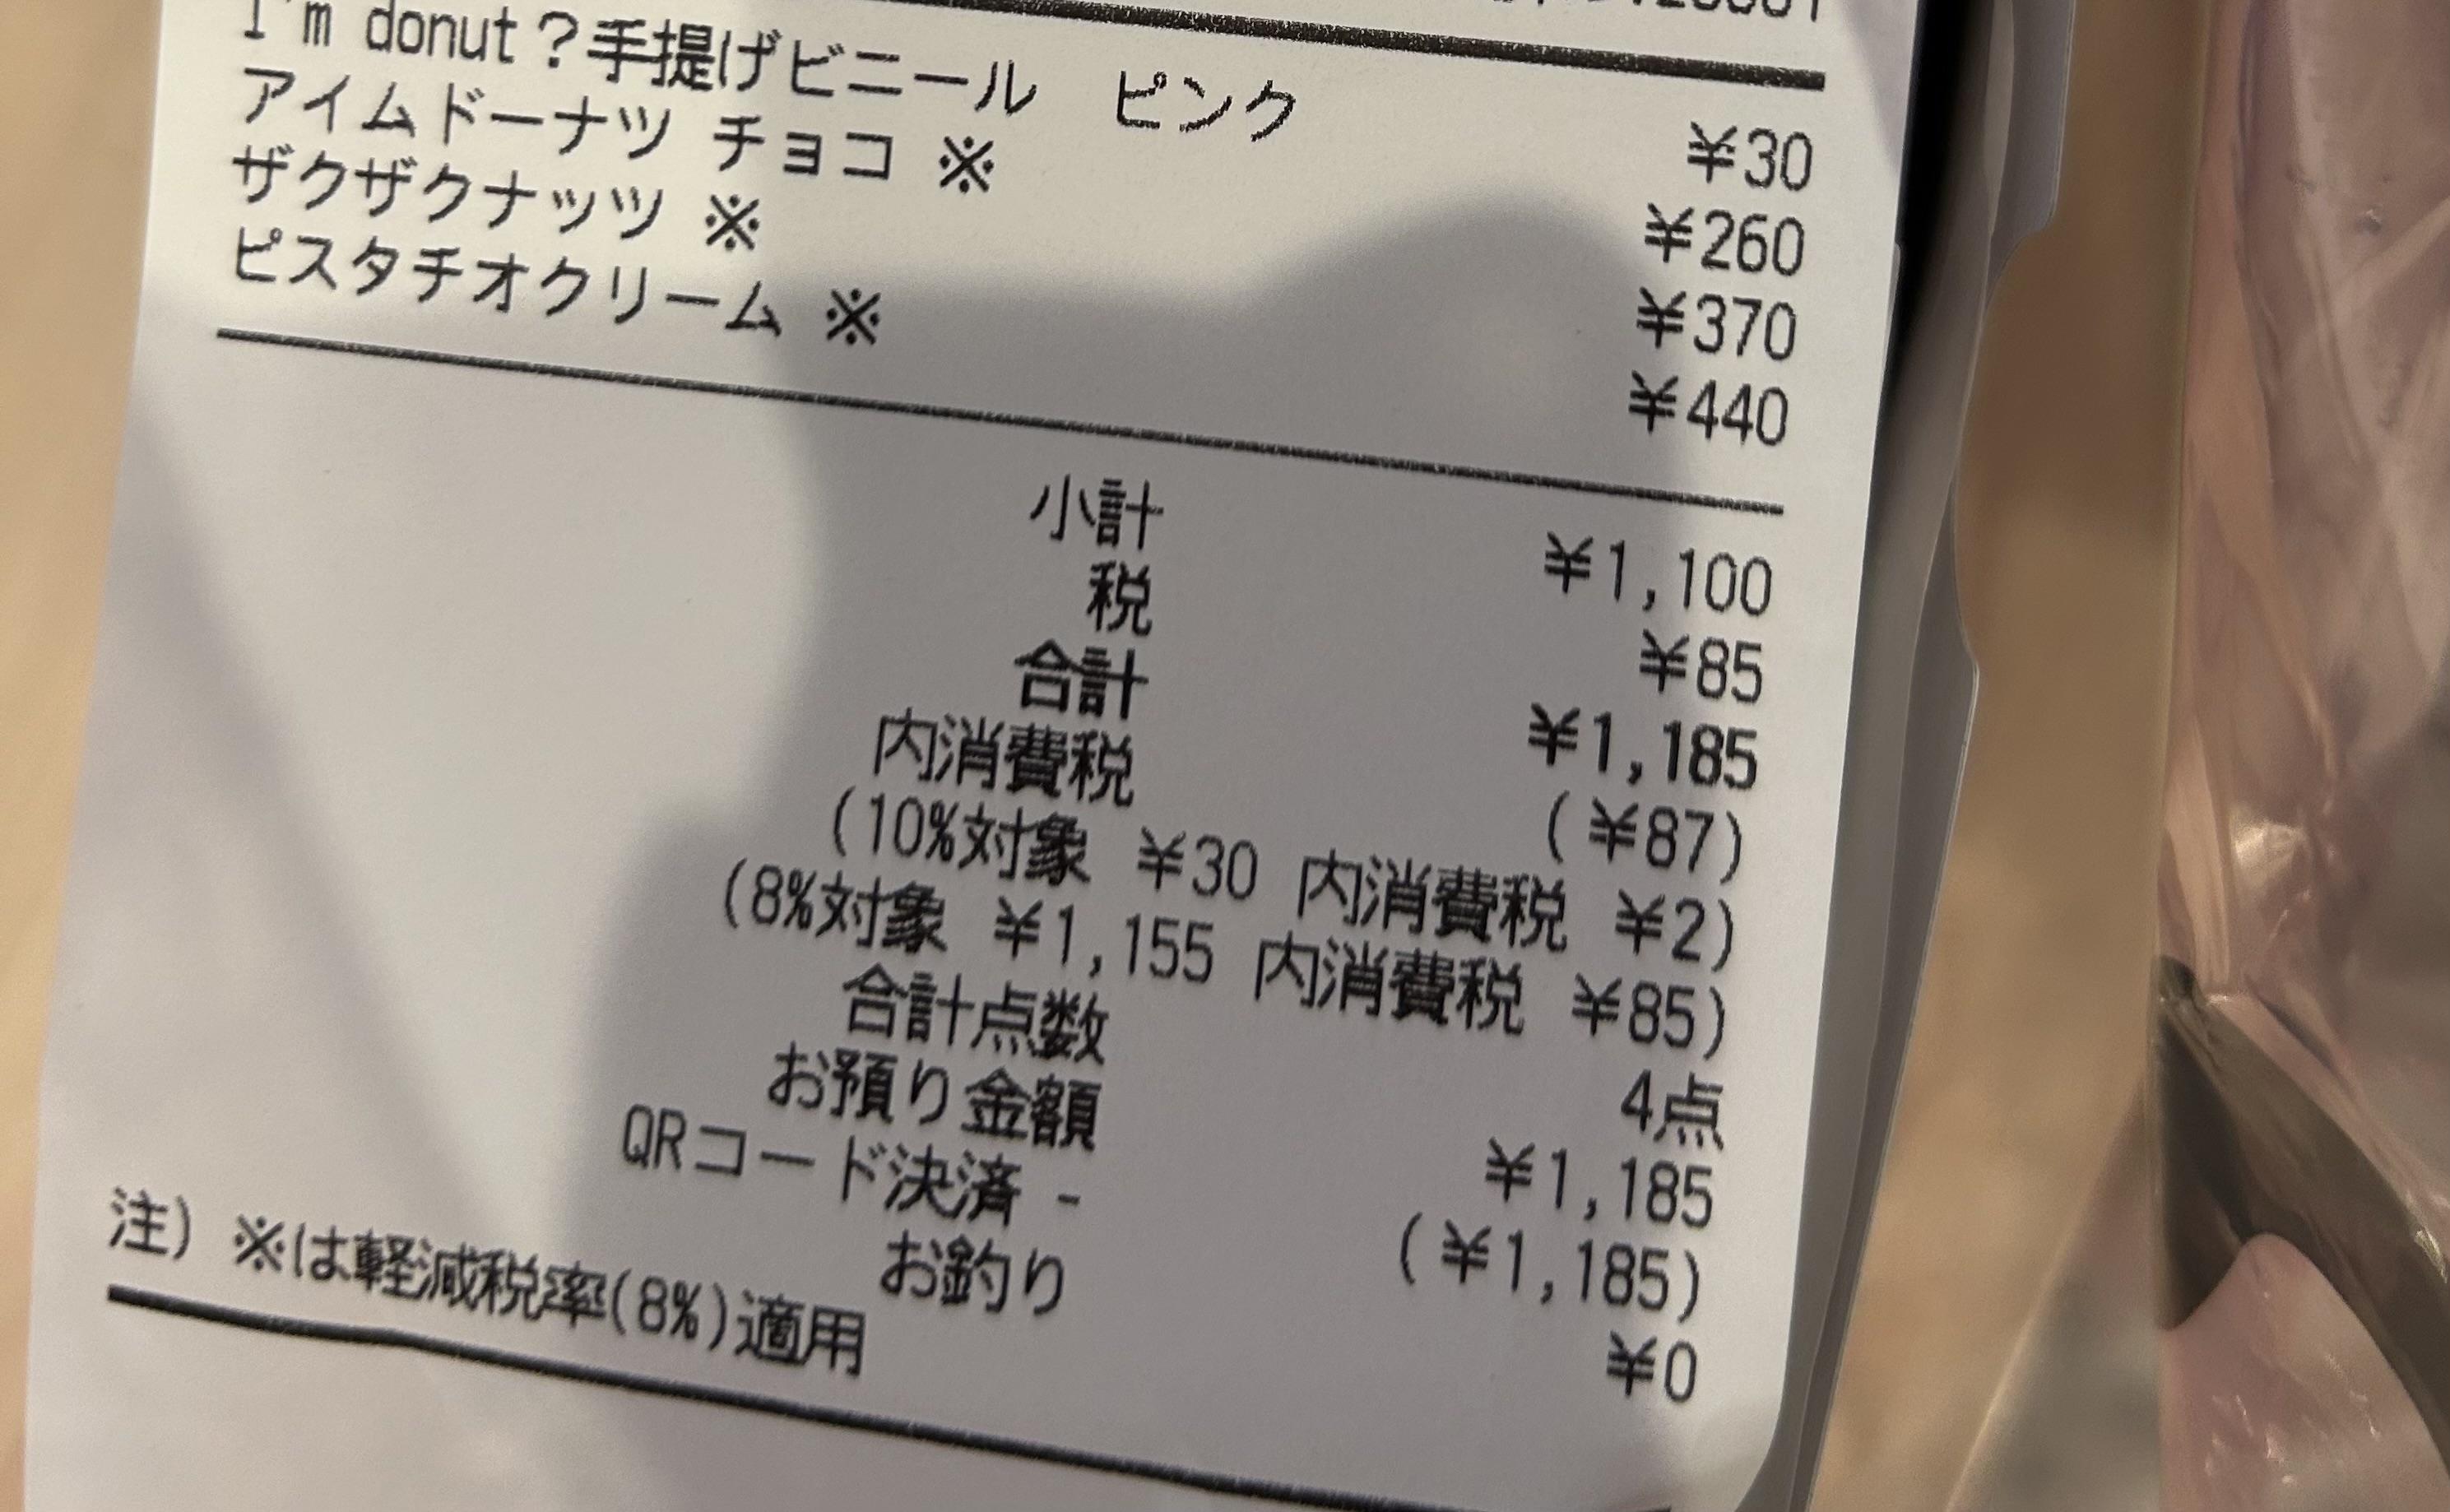 I'm donut？手提げビニール　ピンク ¥30
アイムドーナツ チョコ ※ ¥260
ザクザクナッツ ※ ¥370
ピスタチオクリーム ※ ¥440
小計 ¥1,100
税 ¥85
合計 ¥1,185
内消費税 (¥87)
(10%対象 ¥30 内消費税 ¥2)
(8%対象 ¥1,155 内消費税 ¥85)
合計点数 4点
お預り金額 ¥1,185
QRコード決済 - (¥1,185)
お釣り ¥0
注) ※は軽減税率(8%)適用